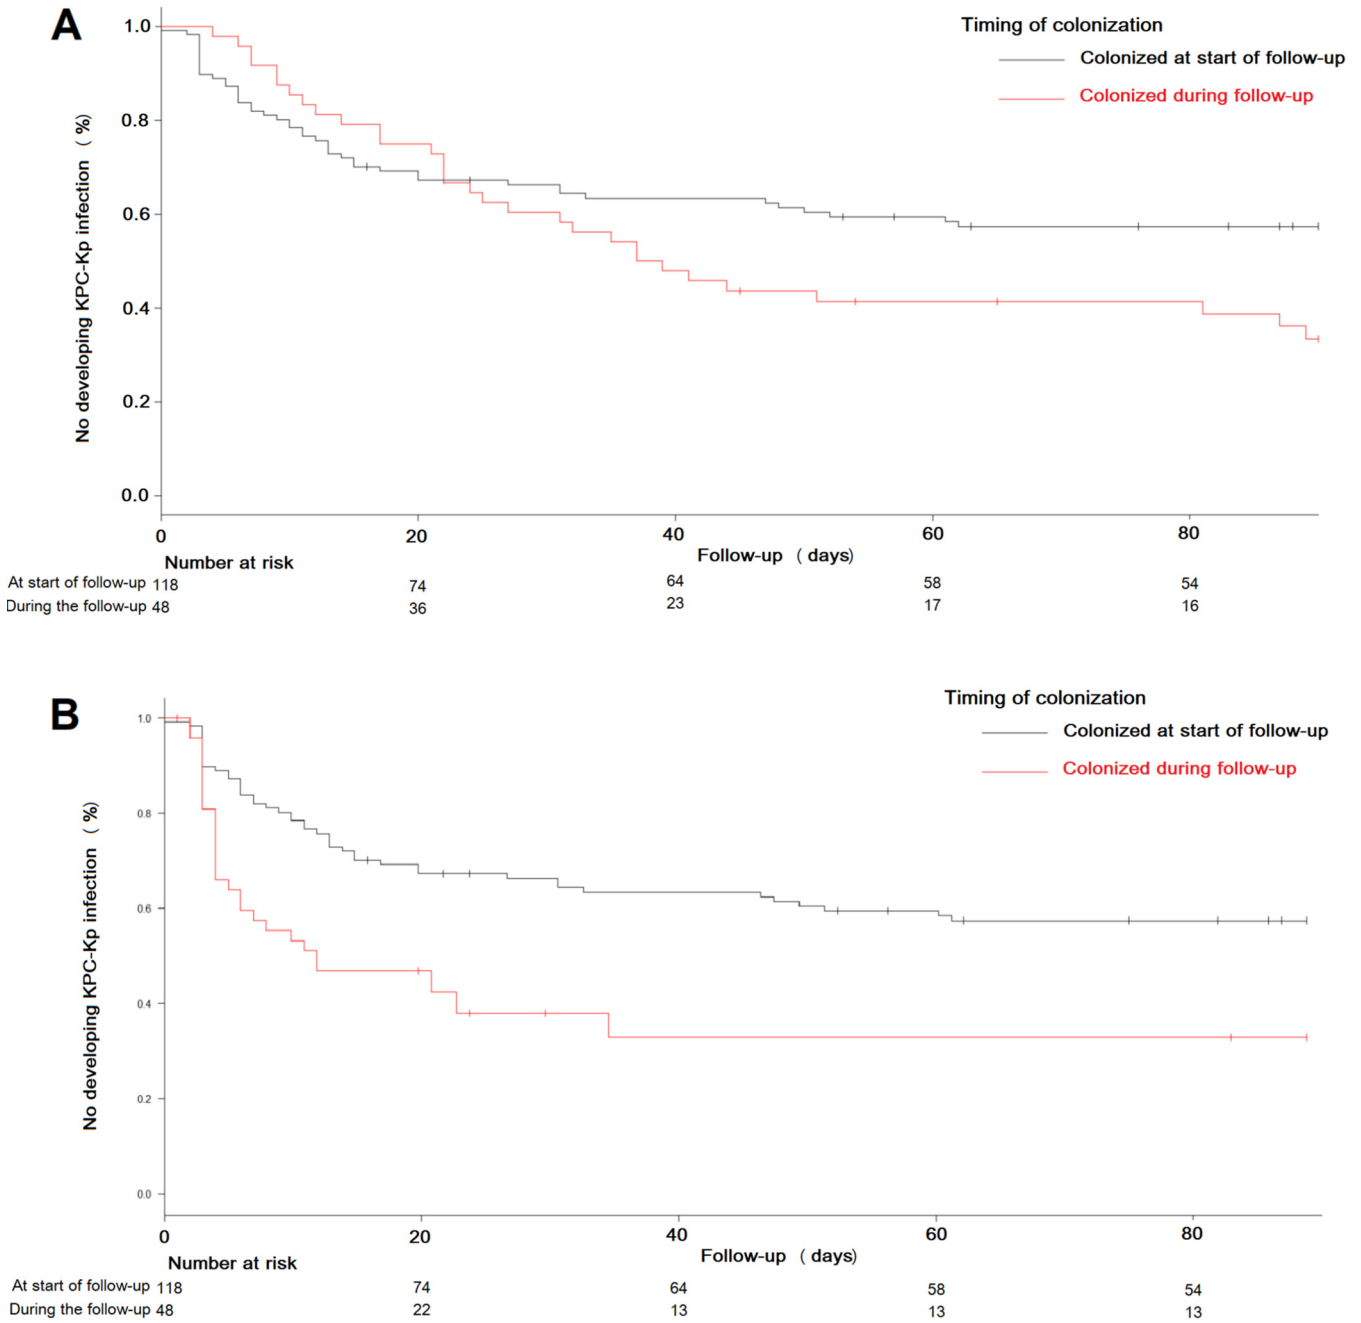 A
Timing of colonization
Colonized at start of follow-up
Colonized during follow-up
No developing KPC-Kp infection ( %)
1.0
0.8
0.6
0.4
0.2
0.0
0 20 40 60 80
Follow-up ( days)
Number at risk
At start of follow-up 118 74 64 58 54
During the follow-up 48 36 23 17 16
B
Timing of colonization
Colonized at start of follow-up
Colonized during follow-up
No developing KPC-Kp infection ( %)
1.0
0.8
0.6
0.4
0.2
0.0
0 20 40 60 80
Follow-up ( days)
Number at risk
At start of follow-up 118 74 64 58 54
During the follow-up 48 22 13 13 13